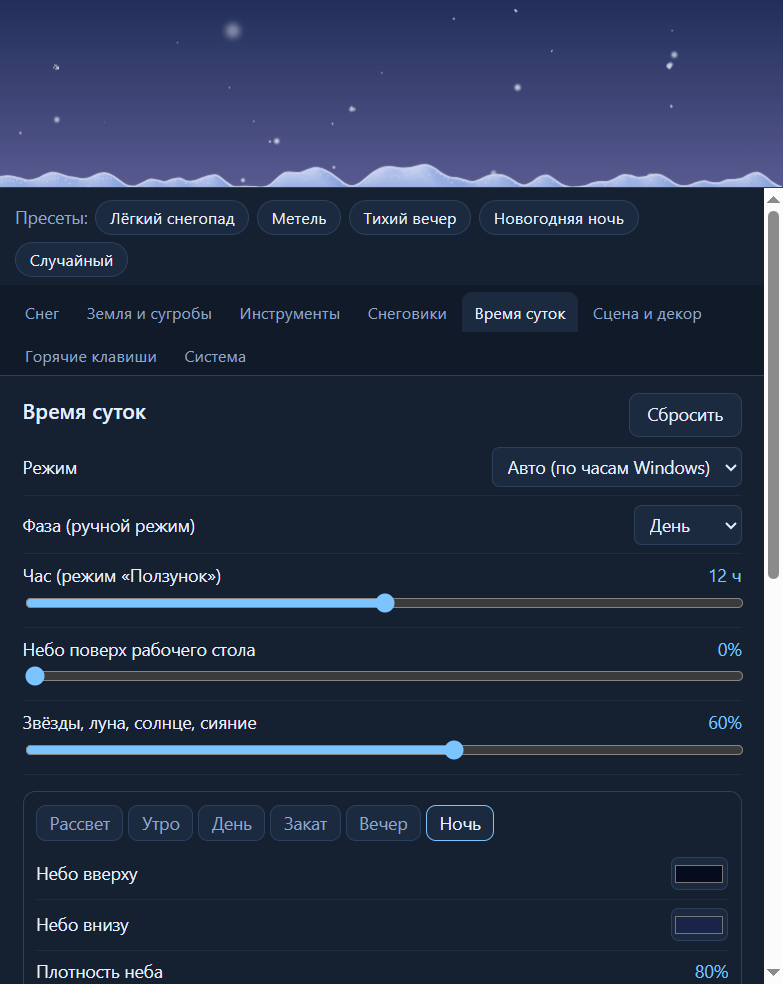 Пресеты: Лёгкий снегопад Метель Тихий вечер Новогодняя ночь
Случайный
Снег Земля и сугробы Инструменты Снеговики Время суток Сцена и декор
Горячие клавиши Система
Время суток Сбросить
Режим Авто (по часам Windows)
Фаза (ручной режим) День
Час (режим «Ползунок») 12 ч
Небо поверх рабочего стола 0%
Звёзды, луна, солнце, сияние 60%
Рассвет Утро День Закат Вечер Ночь
Небо вверху
Небо внизу
Плотность неба 80%